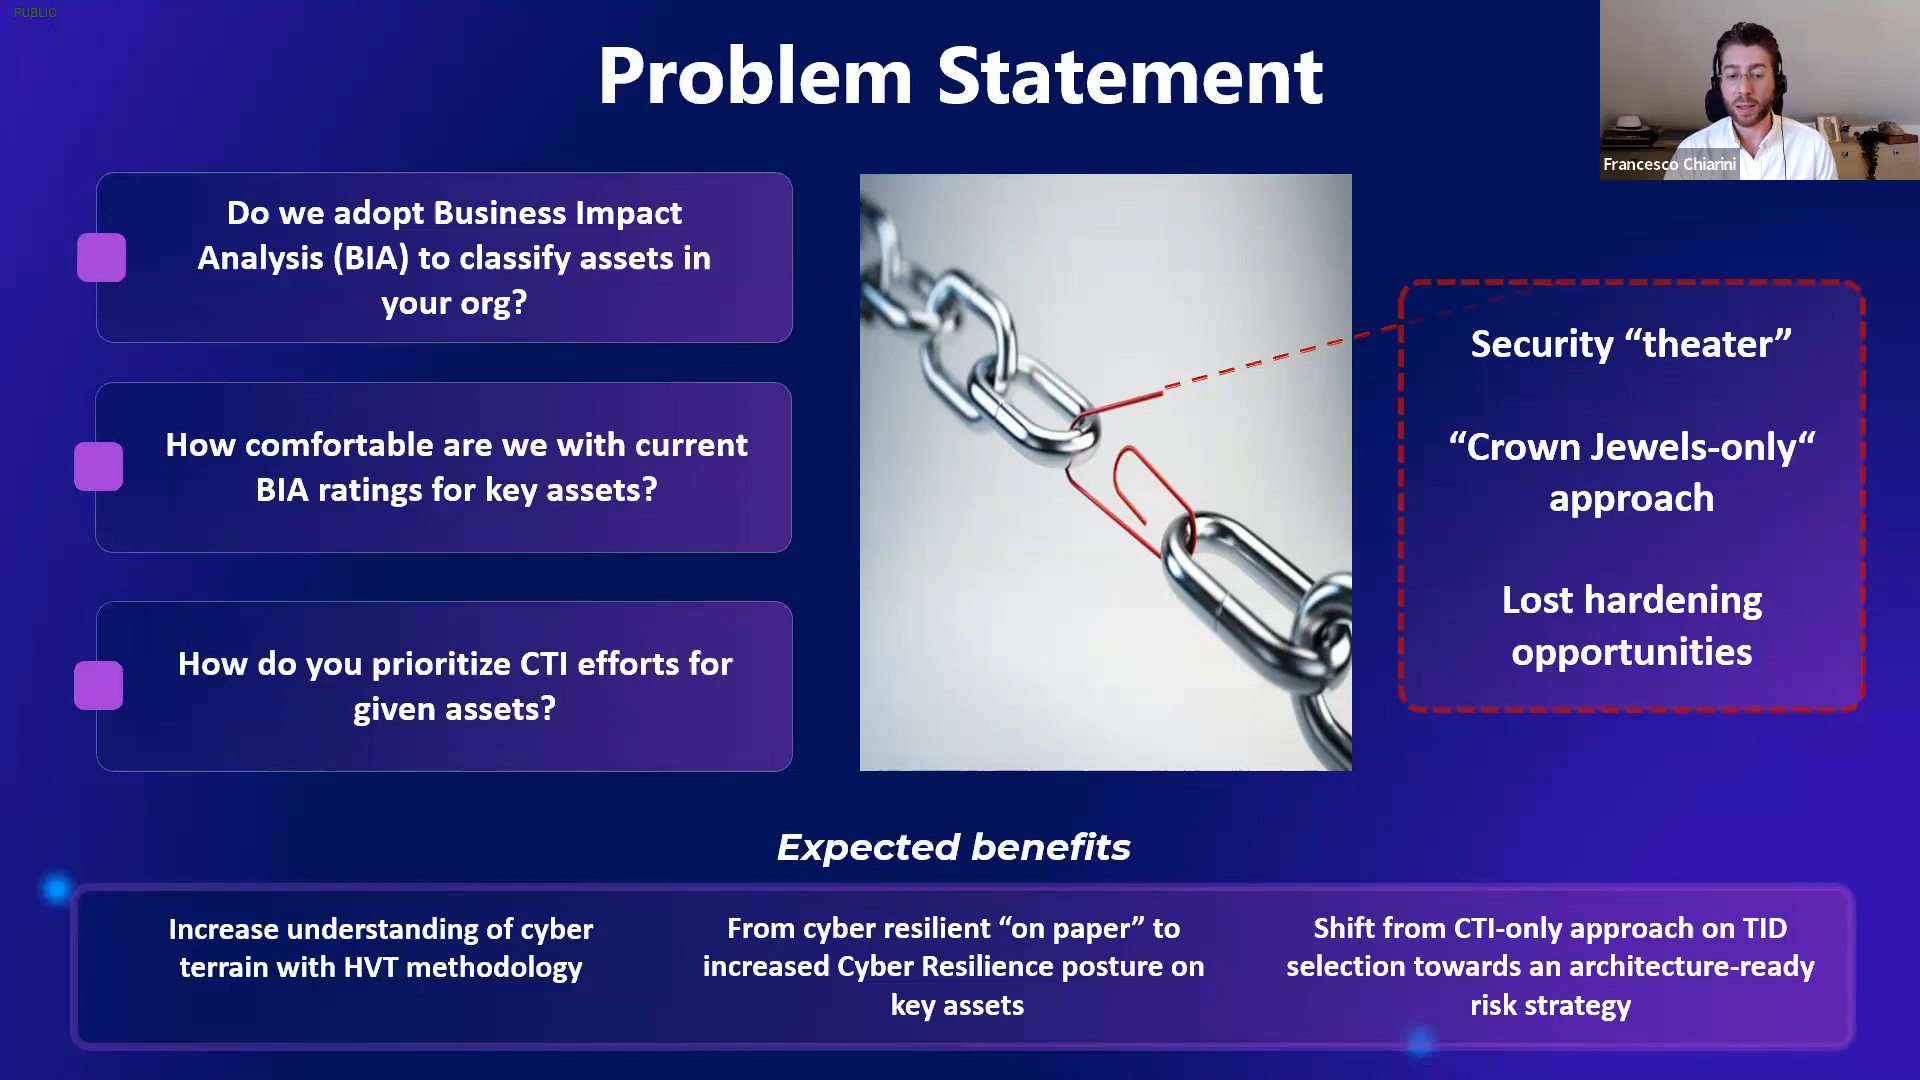 PUBLIC
Problem Statement
Francesco Chiarini
Do we adopt Business Impact
Analysis (BIA) to classify assets in
your org?
How comfortable are we with current
BIA ratings for key assets?
How do you prioritize CTI efforts for
given assets?
Security “theater”
“Crown Jewels-only“
approach
Lost hardening
opportunities
Expected benefits
Increase understanding of cyber
terrain with HVT methodology
From cyber resilient “on paper” to
increased Cyber Resilience posture on
key assets
Shift from CTI-only approach on TID
selection towards an architecture-ready
risk strategy